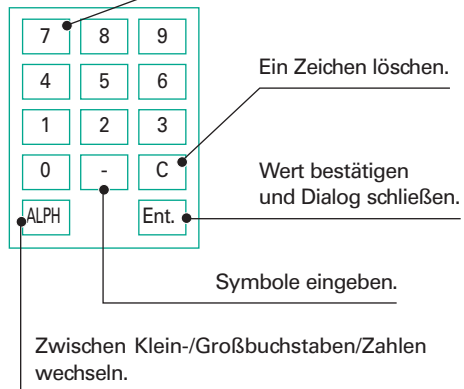 7 8 9
Ein Zeichen löschen.
4 5 6
1 2 3
0 - C
Wert bestätigen
und Dialog schließen.
ALPH Ent.
Symbole eingeben.
Zwischen Klein-/Großbuchstaben/Zahlen
wechseln.